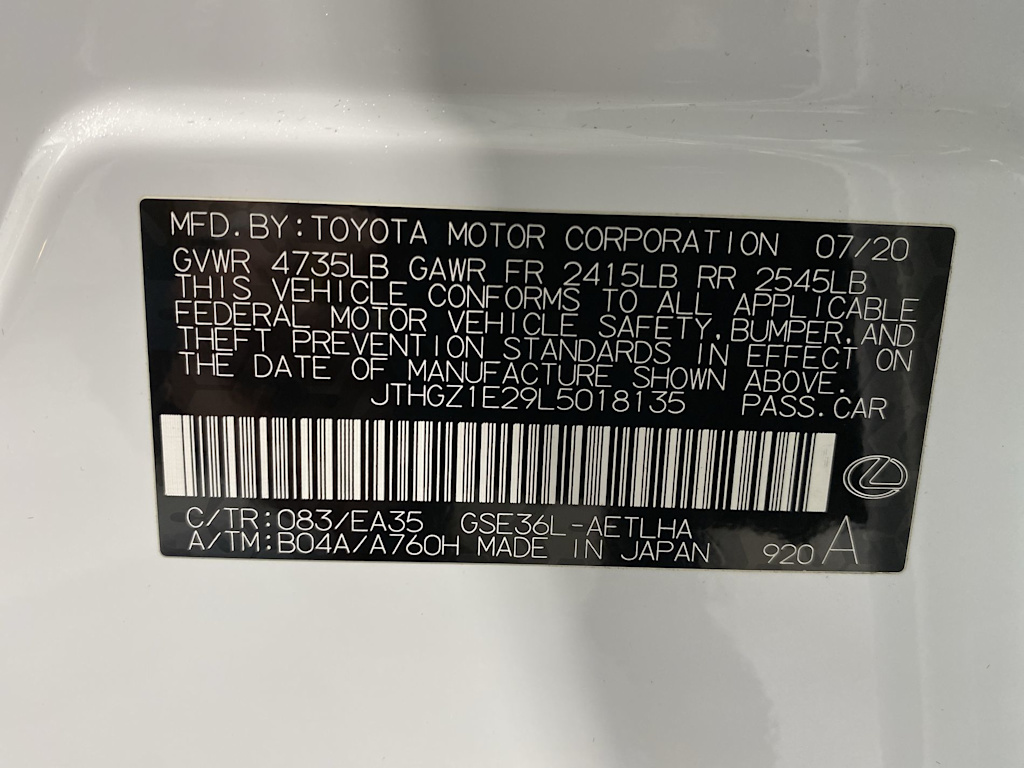 MFD. BY: TOYOTA MOTOR CORPORATION 07/20
GVWR 4735LB GAWR FR 2415LB RR 2545LB
THIS VEHICLE CONFORMS TO ALL APPLICABLE
FEDERAL MOTOR VEHICLE SAFETY, BUMPER, AND
THEFT PREVENTION STANDARDS IN EFFECT ON
THE DATE OF MANUFACTURE SHOWN ABOVE.
JTHGZ1E29L5018135 PASS.CAR
C/TR:083/EA35 GSE36L-AETLHA
A/TM:B04A/A760H MADE IN JAPAN 920 A